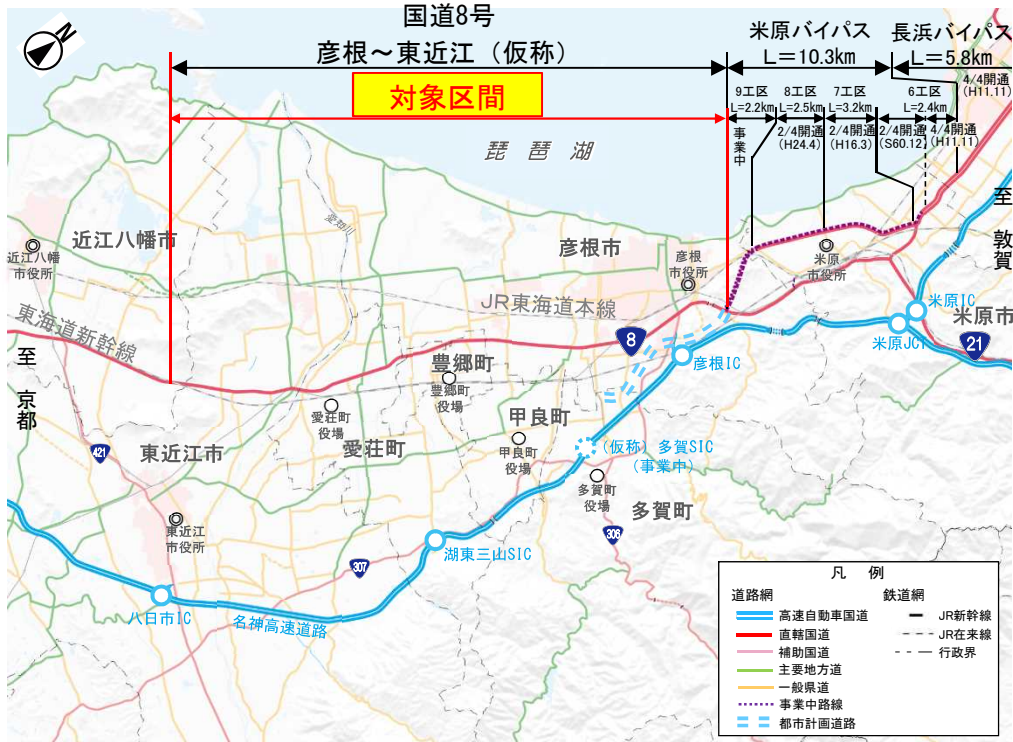 国道8号
彦根～東近江（仮称）
対象区間
米原バイパス
L＝10.3km
長浜バイパス
L＝5.8km
4/4開通
(H11.11)
9工区
L=2.2km
8工区
L=2.5km
7工区
L=3.2km
6工区
L=2.4km
事業中
2/4開通
(H24.4)
2/4開通
(H16.3)
2/4開通
(S60.12)
4/4開通
(H11.11)
N
琵琶湖
愛知川
至 敦賀
近江八幡市
近江八幡
市役所
彦根市
彦根
市役所
米原
市役所
JR東海道本線
東海道新幹線
米原IC
米原市
米原JCT
21
8
彦根IC
至 京都
豊郷町
豊郷町
役場
愛荘町
役場
愛荘町
甲良町
甲良町
役場
東近江市
421
(仮称) 多賀SIC
(事業中)
多賀町
役場
多賀町
306
東近江
市役所
湖東三山SIC
307
八日市IC
名神高速道路
凡 例
道路網
鉄道網
高速自動車国道
JR新幹線
直轄国道
JR在来線
補助国道
行政界
主要地方道
一般県道
事業中路線
都市計画道路